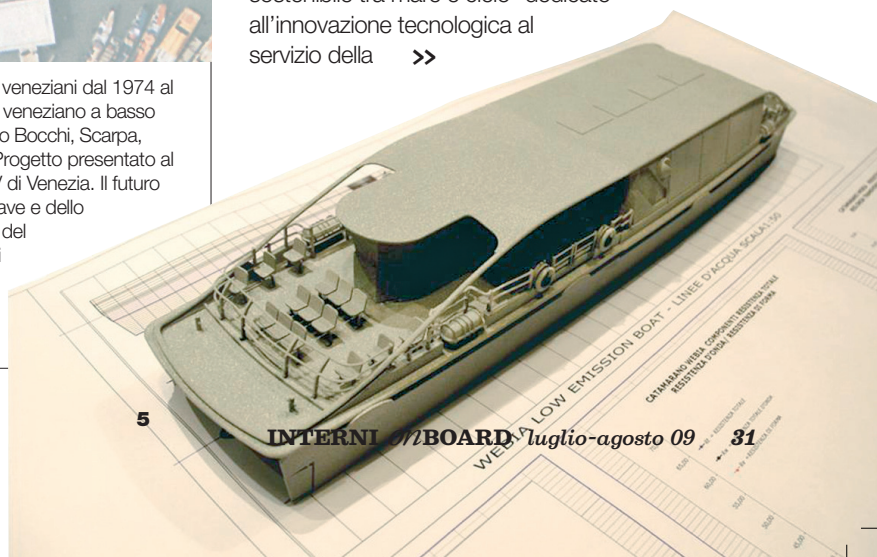 sostenibile tra mare e cielo" dedicato
all'innovazione tecnologica al
servizio della >>
veneziani dal 1974 al
veneziano a basso
o Bocchi, Scarpa,
Progetto presentato al
di Venezia. Il futuro
ave e dello
del
i
WEBIA LOW EMISSION BOAT - LINEE D'ACQUA SCALA 1:50
CATAMARANO WEBIA: COMPONENTI RESISTENZA TOTALE
RESISTENZA D'ONDA / RESISTENZA DI FORMA
5
INTERNI onBOARD luglio-agosto 09 31